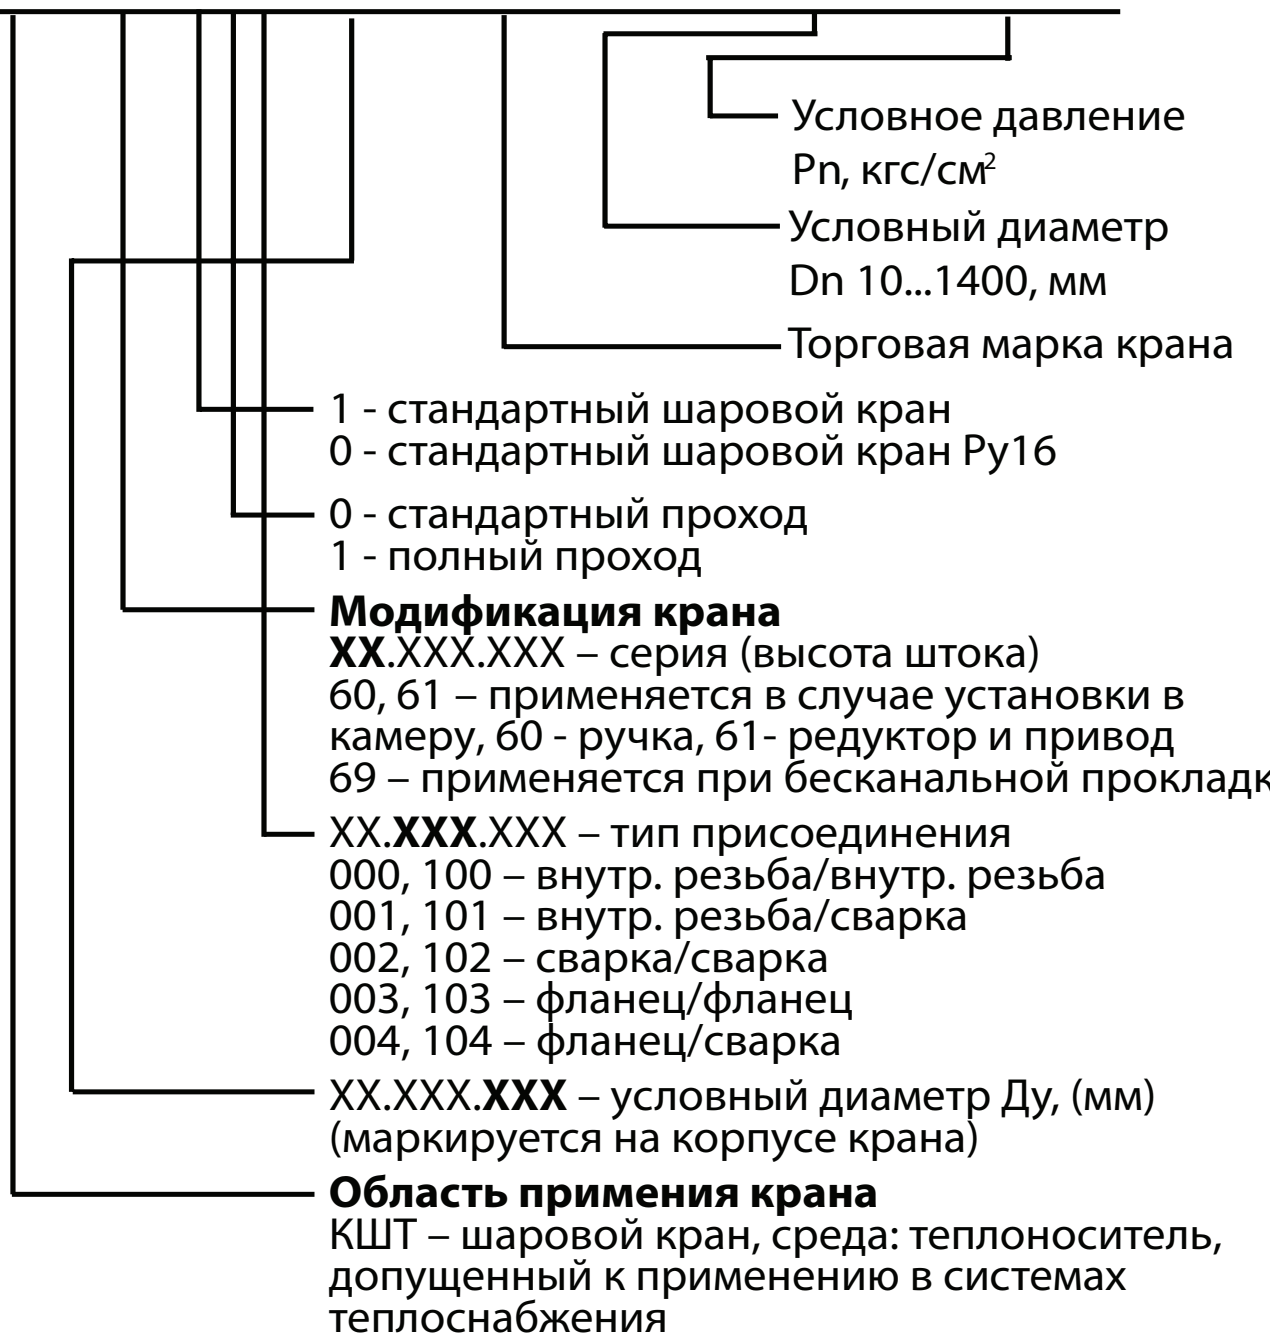 Условное давление
Pn, кгс/см²
Условный диаметр
Dn 10...1400, мм
Торговая марка крана
1 - стандартный шаровой кран
0 - стандартный шаровой кран Ру16
0 - стандартный проход
1 - полный проход
Модификация крана
XX.XXX.XXX – серия (высота штока)
60, 61 – применяется в случае установки в
камеру, 60 - ручка, 61- редуктор и привод
69 – применяется при бесканальной прокладк
XX.XXX.XXX – тип присоединения
000, 100 – внутр. резьба/внутр. резьба
001, 101 – внутр. резьба/сварка
002, 102 – сварка/сварка
003, 103 – фланец/фланец
004, 104 – фланец/сварка
XX.XXX.XXX – условный диаметр Ду, (мм)
(маркируется на корпусе крана)
Область примения крана
КШТ – шаровой кран, среда: теплоноситель,
допущенный к применению в системах
теплоснабжения